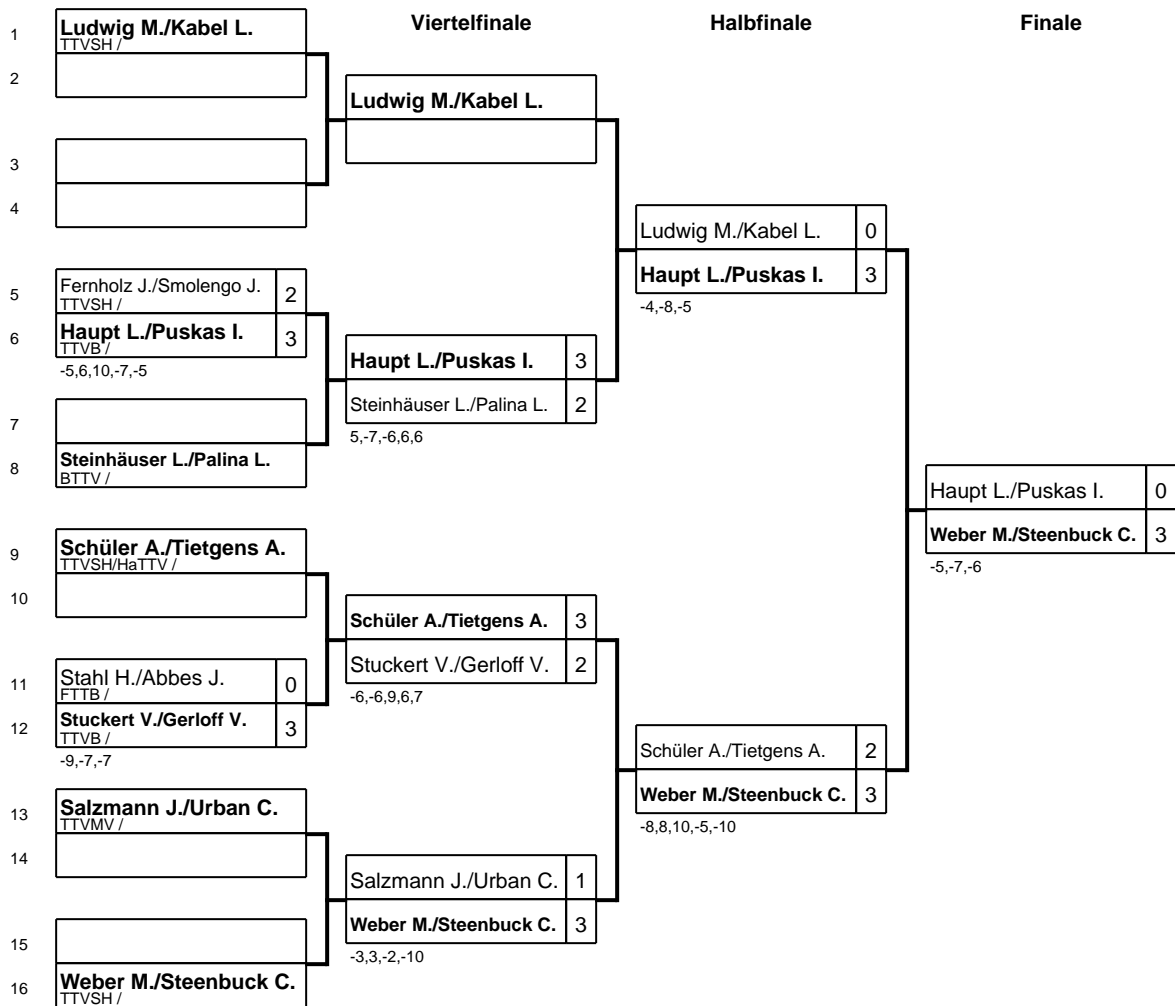 Viertelfinale
Halbfinale
Finale
1
Ludwig M./Kabel L.
TTVSH /
2
3
4
5
Fernholz J./Smolengo J. 2
TTVSH /
6
Haupt L./Puskas I. 3
TTVB /
-5,6,10,-7,-5
7
8
Steinhäuser L./Palina L.
BTTV /
9
Schüler A./Tietgens A.
TTVSH/HaTTV /
10
11
Stahl H./Abbes J. 0
FTTB /
12
Stuckert V./Gerloff V. 3
TTVB /
-9,-7,-7
13
Salzmann J./Urban C.
TTVMV /
14
15
16
Weber M./Steenbuck C.
TTVSH /
Ludwig M./Kabel L.
Haupt L./Puskas I. 3
Steinhäuser L./Palina L. 2
5,-7,-6,6,6
Schüler A./Tietgens A. 3
Stuckert V./Gerloff V. 2
-6,-6,9,6,7
Salzmann J./Urban C. 1
Weber M./Steenbuck C. 3
-3,3,-2,-10
Ludwig M./Kabel L. 0
Haupt L./Puskas I. 3
-4,-8,-5
Schüler A./Tietgens A. 2
Weber M./Steenbuck C. 3
-8,8,10,-5,-10
Haupt L./Puskas I. 0
Weber M./Steenbuck C. 3
-5,-7,-6